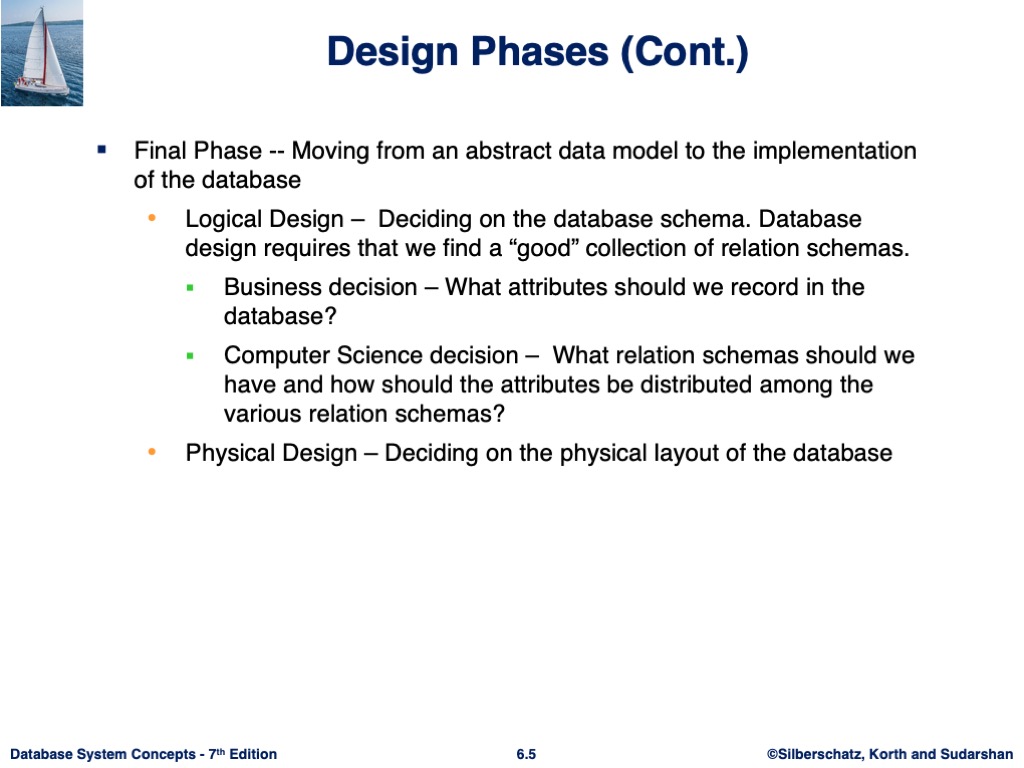 Design Phases (Cont.)
▪ Final Phase -- Moving from an abstract data model to the implementation
of the database
• Logical Design – Deciding on the database schema. Database
design requires that we find a “good” collection of relation schemas.
▪ Business decision – What attributes should we record in the
database?
▪ Computer Science decision – What relation schemas should we
have and how should the attributes be distributed among the
various relation schemas?
• Physical Design – Deciding on the physical layout of the database
Database System Concepts - 7th Edition
6.5
©Silberschatz, Korth and Sudarshan